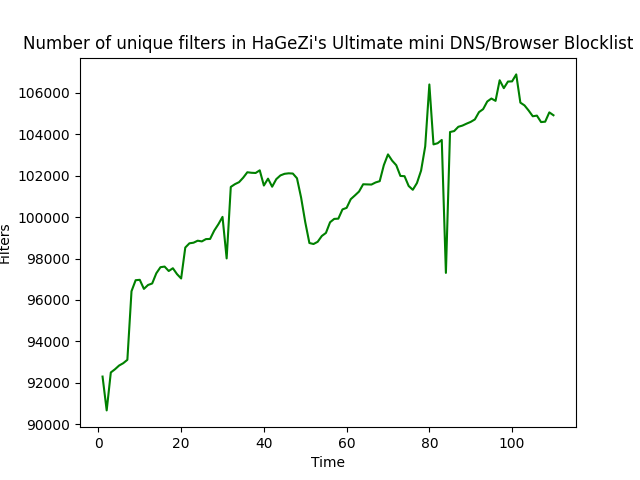 Number of unique filters in HaGeZi's Ultimate mini DNS/Browser Blocklist
106000
104000
102000
100000
98000
96000
94000
92000
90000
Filters
0 20 40 60 80 100
Time